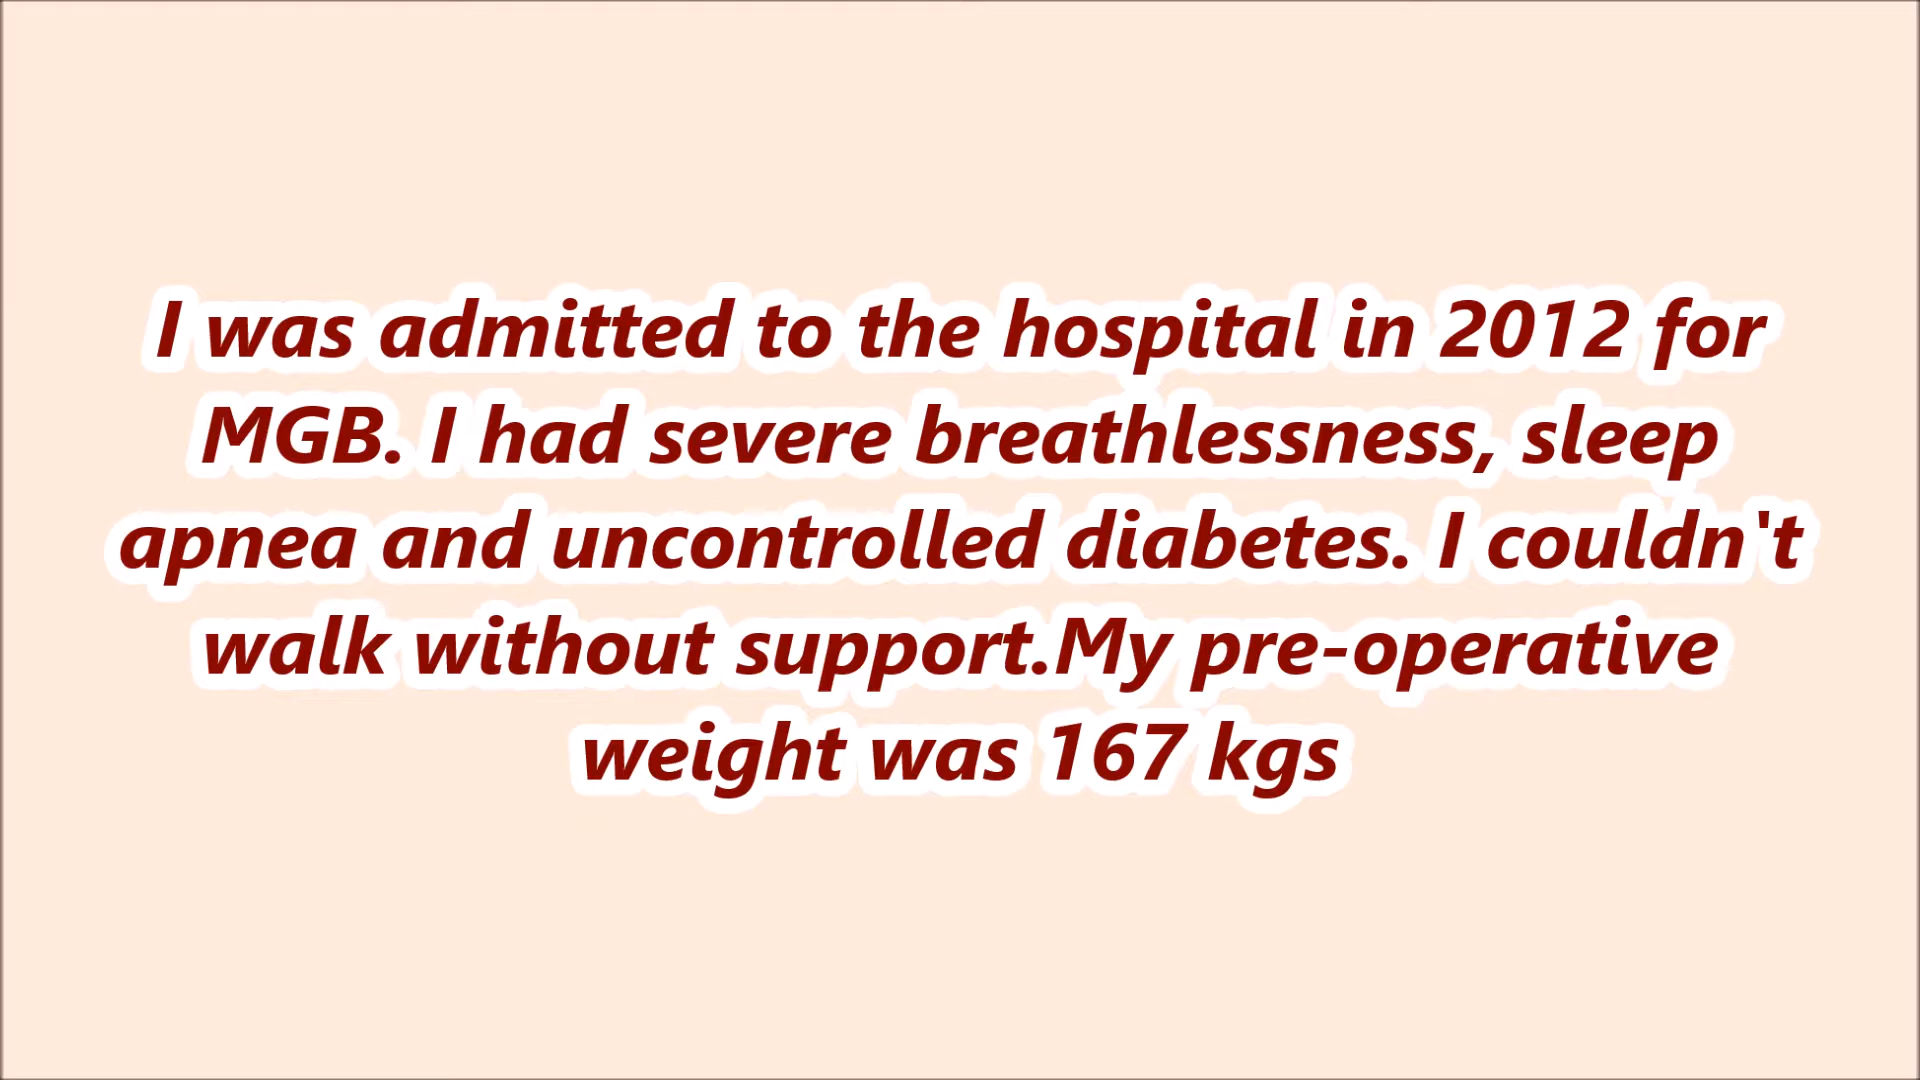 I was admitted to the hospital in 2012 for
MGB. I had severe breathlessness, sleep
apnea and uncontrolled diabetes. I couldn't
walk without support.My pre-operative
weight was 167 kgs